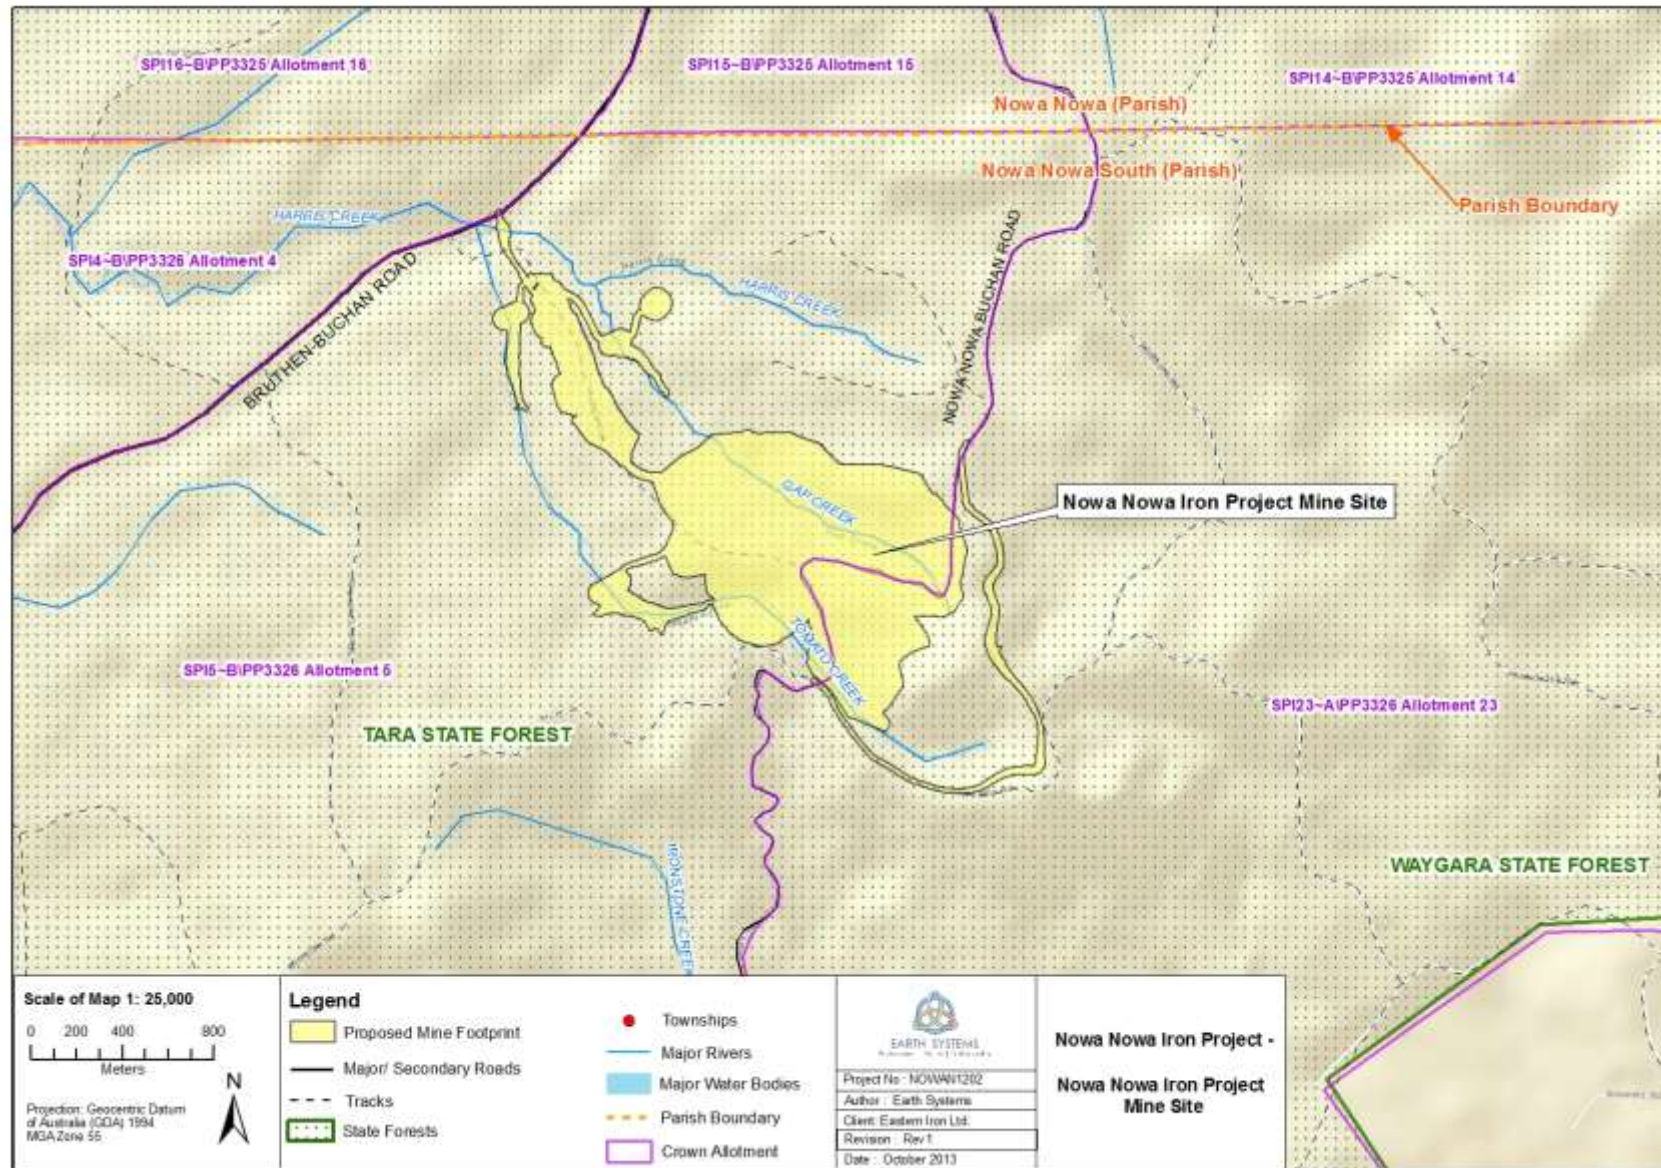 SPI16~B\PP3325 Allotment 16
SPI15~B\PP3325 Allotment 15
SPI14~B\PP3325 Allotment 14
Nowa Nowa (Parish)
Nowa Nowa South (Parish)
Parish Boundary
HARRIS CREEK
SPI4~B\PP3326 Allotment 4
BRUTHEN-BUCHAN ROAD
HARRIS CREEK
NOWA NOWA BUCHAN ROAD
Nowa Nowa Iron Project Mine Site
GAP CREEK
TOMATO CREEK
SPI5~B\PP3326 Allotment 5
TARA STATE FOREST
SPI23~A\PP3326 Allotment 23
WAYGARA STATE FOREST
IRONSTONE CREEK
Scale of Map 1: 25,000
0 200 400 800
Meters
Projection: Geocentric Datum
of Australia (GDA) 1994
MGA Zone 55
N
Legend
Proposed Mine Footprint
Major/ Secondary Roads
Tracks
State Forests
Townships
Major Rivers
Major Water Bodies
Parish Boundary
Crown Allotment
EARTH SYSTEMS
Project No : NOWAN1202
Author : Earth Systems
Client: Eastern Iron Ltd.
Revision : Rev1
Date : October 2013
Nowa Nowa Iron Project -
Nowa Nowa Iron Project
Mine Site